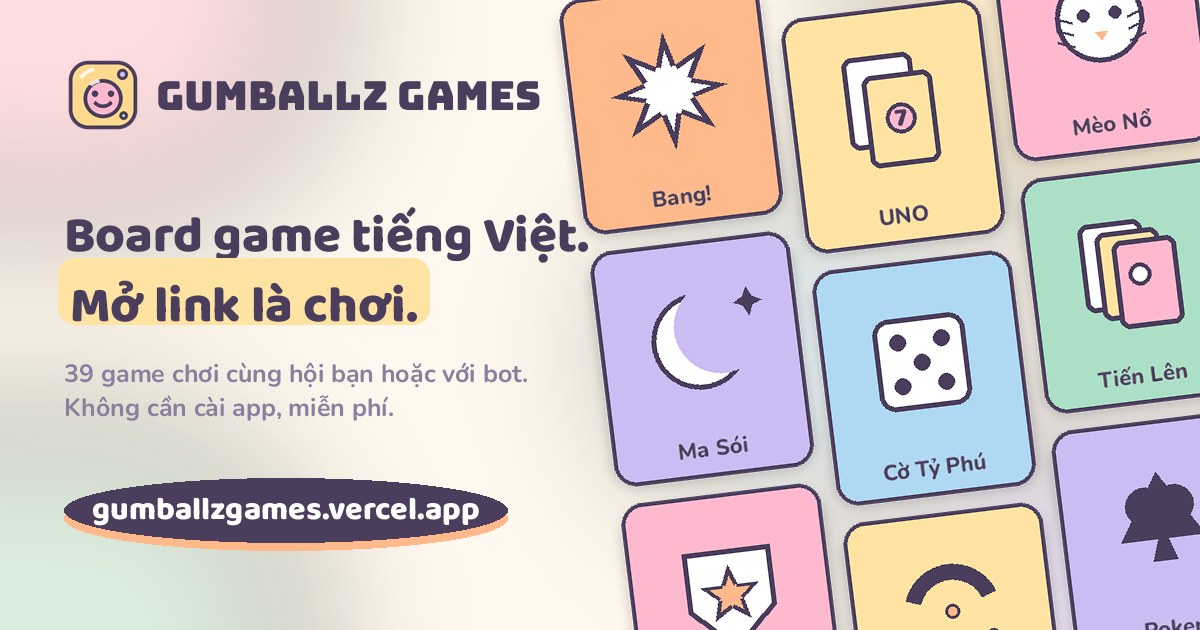 GUMBALLZ GAMES
Board game tiếng Việt.
Mở link là chơi.
39 game chơi cùng hội bạn hoặc với bot.
Không cần cài app, miễn phí.
gumballzgames.vercel.app
Bang!
7
UNO
Mèo Nổ
Ma Sói
Cờ Tỷ Phú
Tiến Lên
Poker